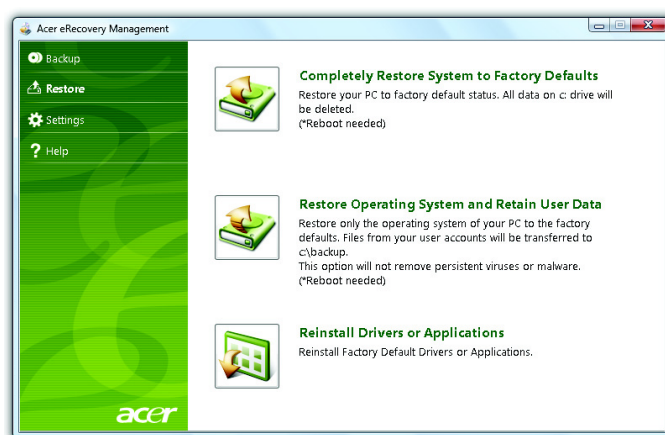 Acer eRecovery Management
Backup
Restore
Settings
Help
Completely Restore System to Factory Defaults
Restore your PC to factory default status. All data on c: drive will
be deleted.
(*Reboot needed)
Restore Operating System and Retain User Data
Restore only the operating system of your PC to the factory
defaults. Files from your user accounts will be transferred to
c:\backup.
This option will not remove persistent viruses or malware.
(*Reboot needed)
Reinstall Drivers or Applications
Reinstall Factory Default Drivers or Applications.
acer